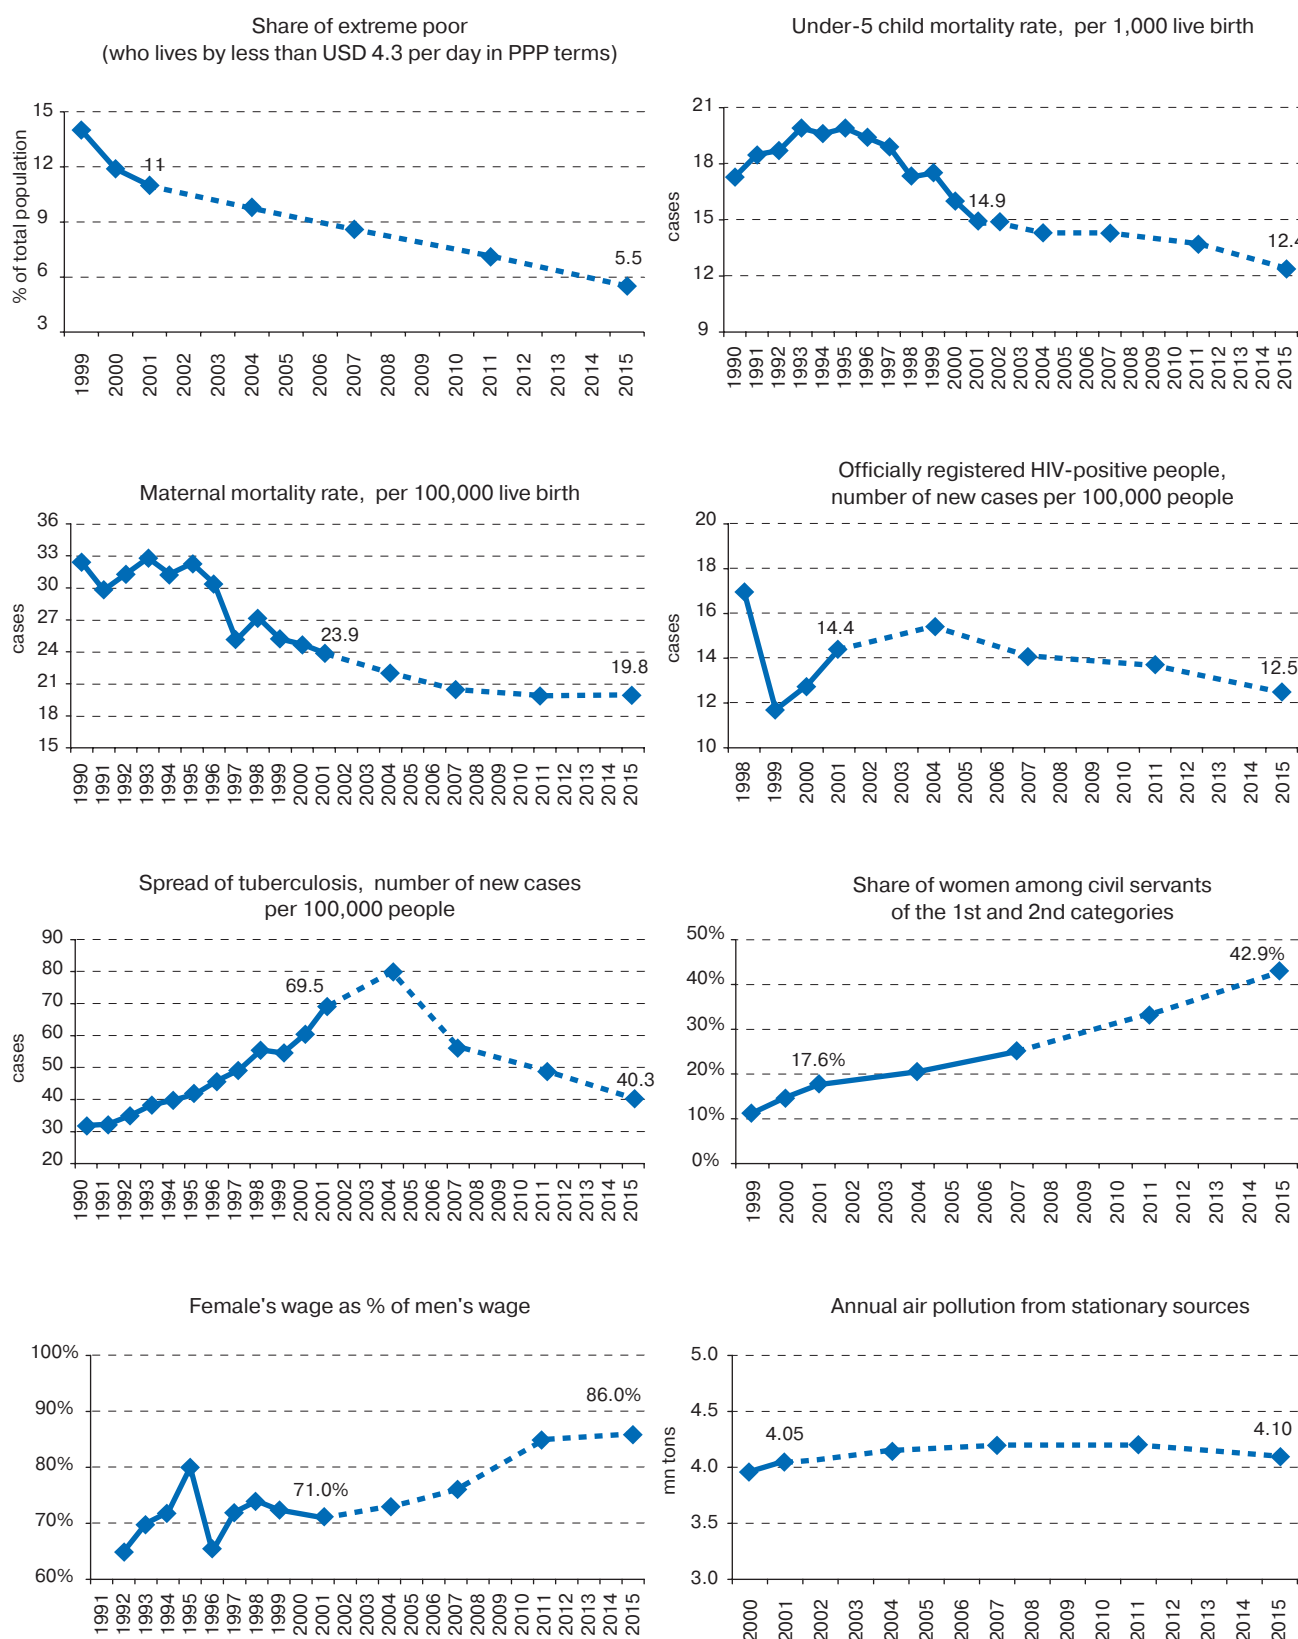 Share of extreme poor
(who lives by less than USD 4.3 per day in PPP terms)
% of total population
15
12
9
6
3
11
5.5
1999 2000 2001 2002 2003 2004 2005 2006 2007 2008 2009 2010 2011 2012 2013 2014 2015
Under-5 child mortality rate, per 1,000 live birth
cases
21
18
15
12
9
14.9
12.4
1990 1991 1992 1993 1994 1995 1996 1997 1998 1999 2000 2001 2002 2003 2004 2005 2006 2007 2008 2009 2010 2011 2012 2013 2014 2015
Maternal mortality rate, per 100,000 live birth
cases
36
33
30
27
24
21
18
15
23.9
19.8
1990 1991 1992 1993 1994 1995 1996 1997 1998 1999 2000 2001 2002 2003 2004 2005 2006 2007 2008 2009 2010 2011 2012 2013 2014 2015
Officially registered HIV-positive people,
number of new cases per 100,000 people
cases
20
18
16
14
12
10
14.4
12.5
1998 1999 2000 2001 2002 2003 2004 2005 2006 2007 2008 2009 2010 2011 2012 2013 2014 2015
Spread of tuberculosis, number of new cases
per 100,000 people
cases
90
80
70
60
50
40
30
20
69.5
40.3
1990 1991 1992 1993 1994 1995 1996 1997 1998 1999 2000 2001 2002 2003 2004 2005 2006 2007 2008 2009 2010 2011 2012 2013 2014 2015
Share of women among civil servants
of the 1st and 2nd categories
50%
40%
30%
20%
10%
0%
17.6%
42.9%
1999 2000 2001 2002 2003 2004 2005 2006 2007 2008 2009 2010 2011 2012 2013 2014 2015
Female's wage as % of men's wage
100%
90%
80%
70%
60%
71.0%
86.0%
1991 1992 1993 1994 1995 1996 1997 1998 1999 2000 2001 2002 2003 2004 2005 2006 2007 2008 2009 2010 2011 2012 2013 2014 2015
Annual air pollution from stationary sources
mn tons
5.0
4.5
4.0
3.5
3.0
4.05
4.10
2000 2001 2002 2003 2004 2005 2006 2007 2008 2009 2010 2011 2012 2013 2014 2015